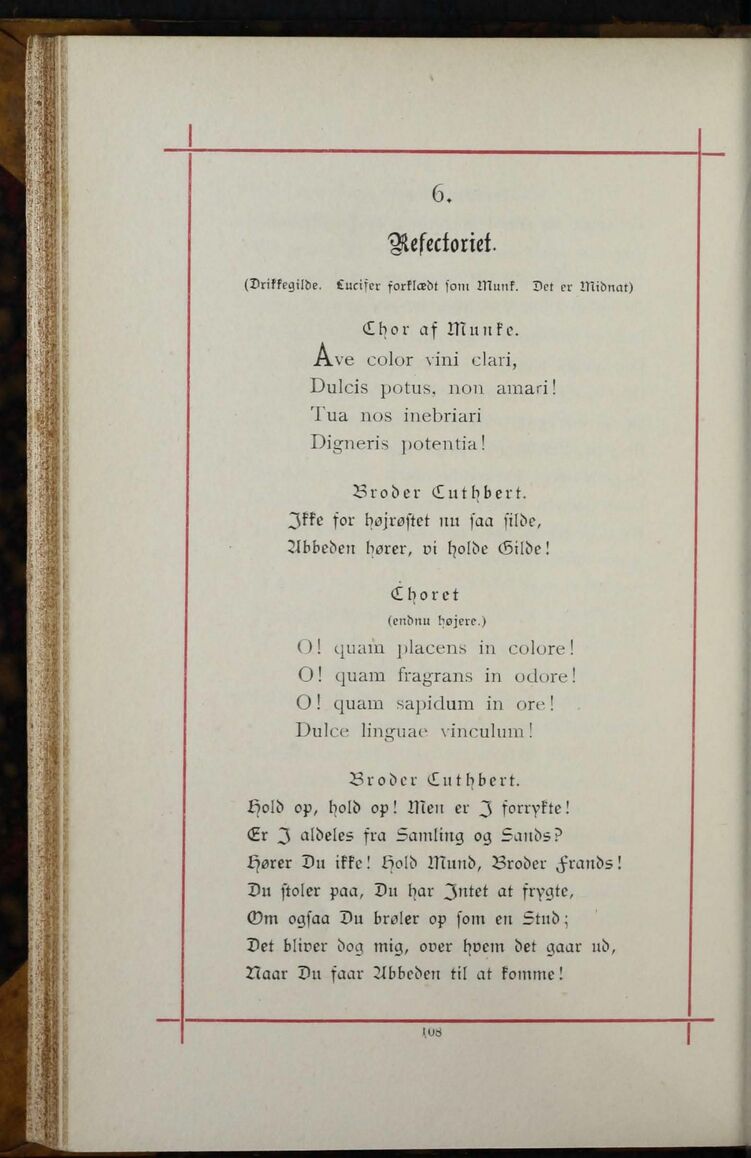 6.
Refectoriet.
(Drikkegilde. Lucifer forklædt som Munk. Det er Midnat)
Chor af Munke.
Ave color vini clari,
Dulcis potus, non amari!
Tua nos inebriari
Digneris potentia!
Broder Cuthbert.
Ikke for højrøstet nu saa silde,
Abbeden hører, vi holde Gilde!
Choret
(endnu højere.)
O! quam placens in colore!
O! quam fragrans in odore!
O! quam sapidum in ore!
Dulce linguae vinculum!
Broder Cuthbert.
Hold op, hold op! Men er I forrykte!
Er I aldeles fra Samling og Sands?
Hører Du ikke! Hold Mund, Broder Frands!
Du stoler paa, Du har Intet at frygte,
Om ogsaa Du brøler op som en Stud;
Det bliver dog mig, over hvem det gaar ud,
Naar Du faar Abbeden til at komme!
108